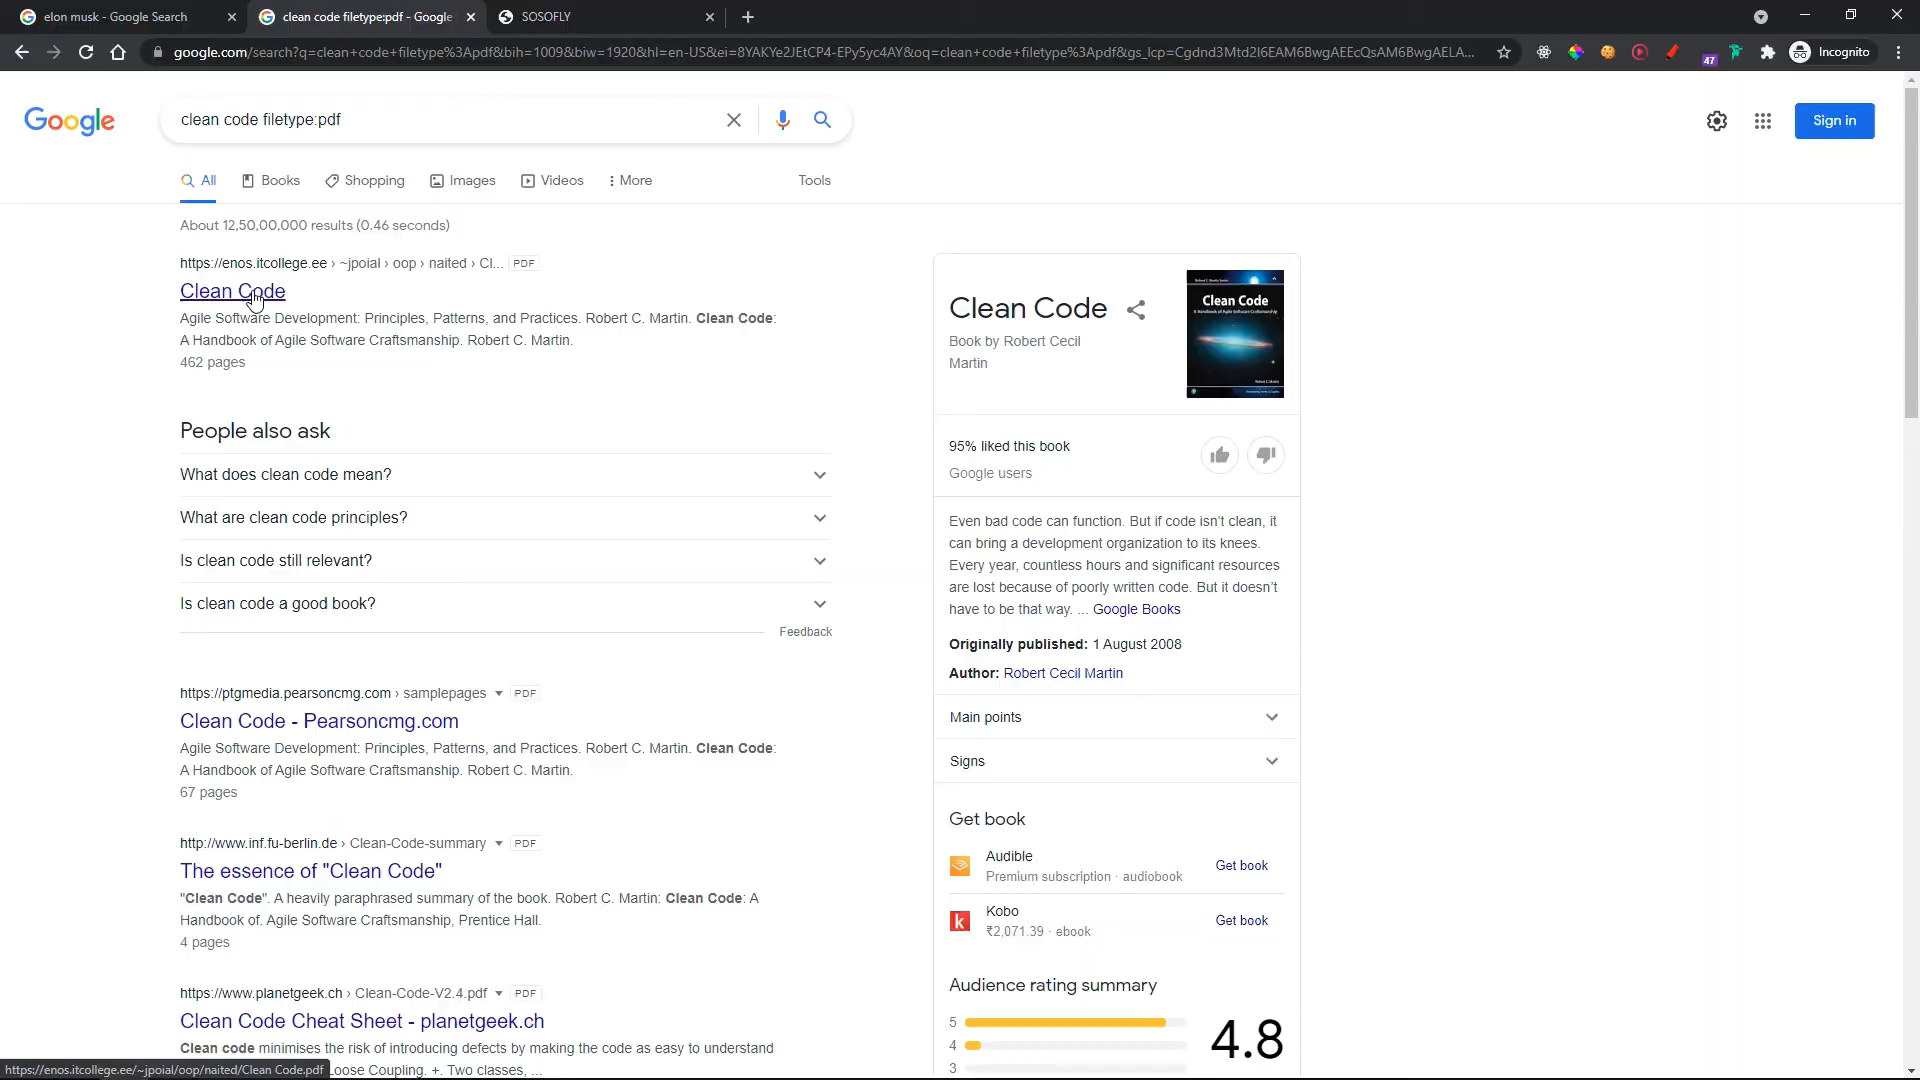 elon musk - Google Search
clean code filetype:pdf - Google
SOSOFLY
google.com/search?q=clean+code+filetype%3Apdf&bih=1009&biw=1920&hl=en-US&ei=8YAKYe2JEtCP4-EPy5yc4AY&oq=clean+code+filetype%3Apdf&gs_lcp=Cgdnd3Mtd2l6EAM6BwgAEEcQsAM6BwgAELA...
47
Incognito
Google
clean code filetype:pdf
Sign in
All
Books
Shopping
Images
Videos
More
Tools
About 12,50,00,000 results (0.46 seconds)
https://enos.itcollege.ee › ~jpoial › oop › naited › Cl... PDF
Clean Code
Agile Software Development: Principles, Patterns, and Practices. Robert C. Martin. Clean Code:
A Handbook of Agile Software Craftsmanship. Robert C. Martin.
462 pages
People also ask
What does clean code mean?
What are clean code principles?
Is clean code still relevant?
Is clean code a good book?
Feedback
https://ptgmedia.pearsoncmg.com › samplepages PDF
Clean Code - Pearsoncmg.com
Agile Software Development: Principles, Patterns, and Practices. Robert C. Martin. Clean Code:
A Handbook of Agile Software Craftsmanship. Robert C. Martin.
67 pages
http://www.inf.fu-berlin.de › Clean-Code-summary PDF
The essence of "Clean Code"
"Clean Code". A heavily paraphrased summary of the book. Robert C. Martin: Clean Code: A
Handbook of. Agile Software Craftsmanship, Prentice Hall.
4 pages
https://www.planetgeek.ch › Clean-Code-V2.4.pdf PDF
Clean Code Cheat Sheet - planetgeek.ch
Clean code minimises the risk of introducing defects by making the code as easy to understand
Loose Coupling. +. Two classes, ...
https://enos.itcollege.ee/~jpoial/oop/naited/Clean Code.pdf
Clean Code
Book by Robert Cecil
Martin
Clean Code
A Handbook of Agile Software Craftsmanship
95% liked this book
Google users
Even bad code can function. But if code isn't clean, it
can bring a development organization to its knees.
Every year, countless hours and significant resources
are lost because of poorly written code. But it doesn't
have to be that way. ... Google Books
Originally published: 1 August 2008
Author: Robert Cecil Martin
Main points
Signs
Get book
Audible
Premium subscription · audiobook
Get book
Kobo
₹2,071.39 · ebook
Get book
Audience rating summary
5
4
3
4.8